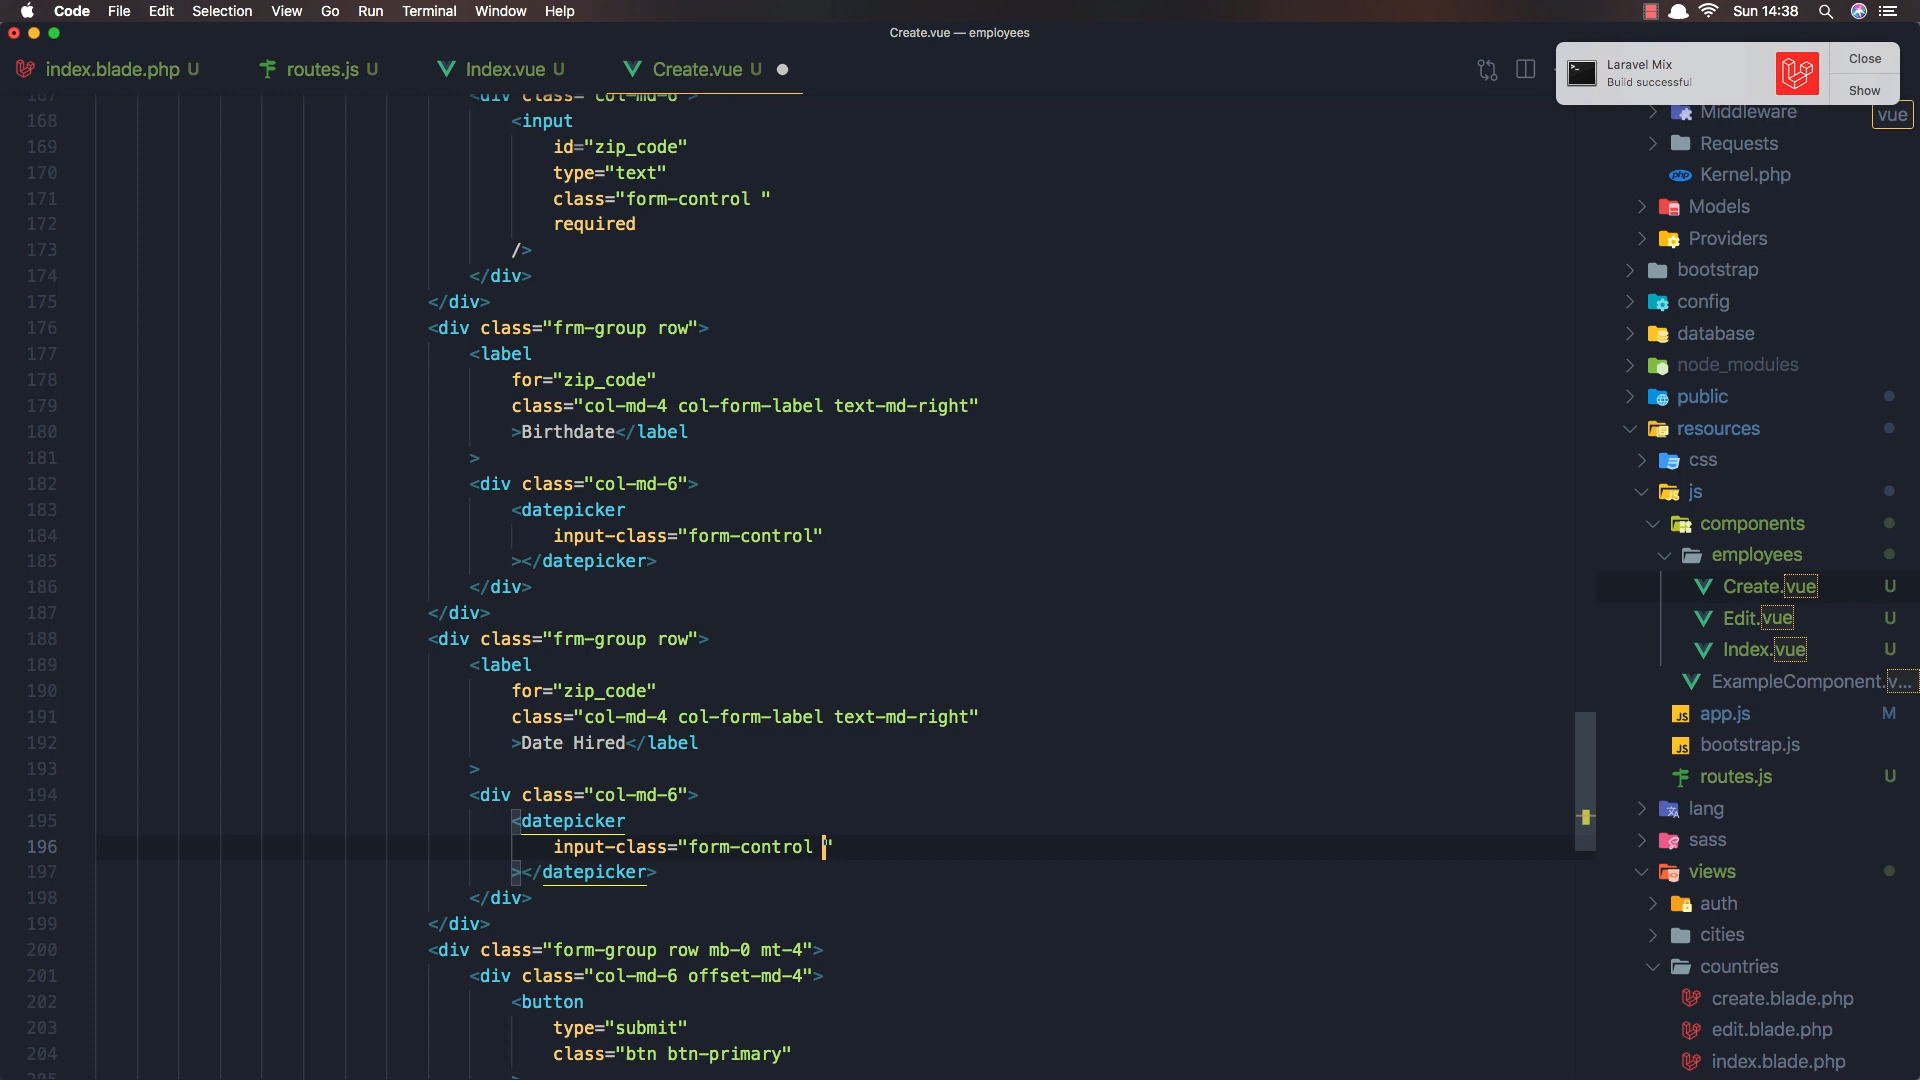 Code File Edit Selection View Go Run Terminal Window Help
Sun 14:38
Create.vue — employees
index.blade.php U
routes.js U
Index.vue U
Create.vue U
Laravel Mix
Build successful
Close
Show
vue
167 <div class="col-md-6">
168 <input
169 id="zip_code"
170 type="text"
171 class="form-control "
172 required
173 />
174 </div>
175 </div>
176 <div class="frm-group row">
177 <label
178 for="zip_code"
179 class="col-md-4 col-form-label text-md-right"
180 >Birthdate</label
181 >
182 <div class="col-md-6">
183 <datepicker
184 input-class="form-control"
185 ></datepicker>
186 </div>
187 </div>
188 <div class="frm-group row">
189 <label
190 for="zip_code"
191 class="col-md-4 col-form-label text-md-right"
192 >Date Hired</label
193 >
194 <div class="col-md-6">
195 <datepicker
196 input-class="form-control "
197 ></datepicker>
198 </div>
199 </div>
200 <div class="form-group row mb-0 mt-4">
201 <div class="col-md-6 offset-md-4">
202 <button
203 type="submit"
204 class="btn btn-primary"
Middleware
Requests
php Kernel.php
Models
Providers
bootstrap
config
database
node_modules
public
resources
css
js
components
employees
Create.vue U
Edit.vue U
Index.vue U
ExampleComponent.v...
JS app.js M
JS bootstrap.js
routes.js U
lang
sass
views
auth
cities
countries
create.blade.php
edit.blade.php
index.blade.php